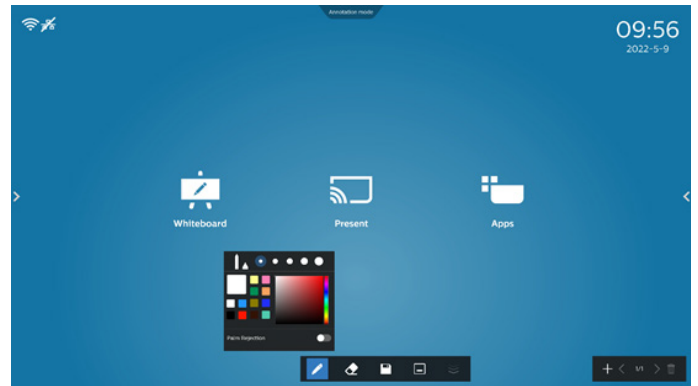 Annotation mode
09:56
2022-5-9
Whiteboard
Present
Apps
Palm Rejection
1/1